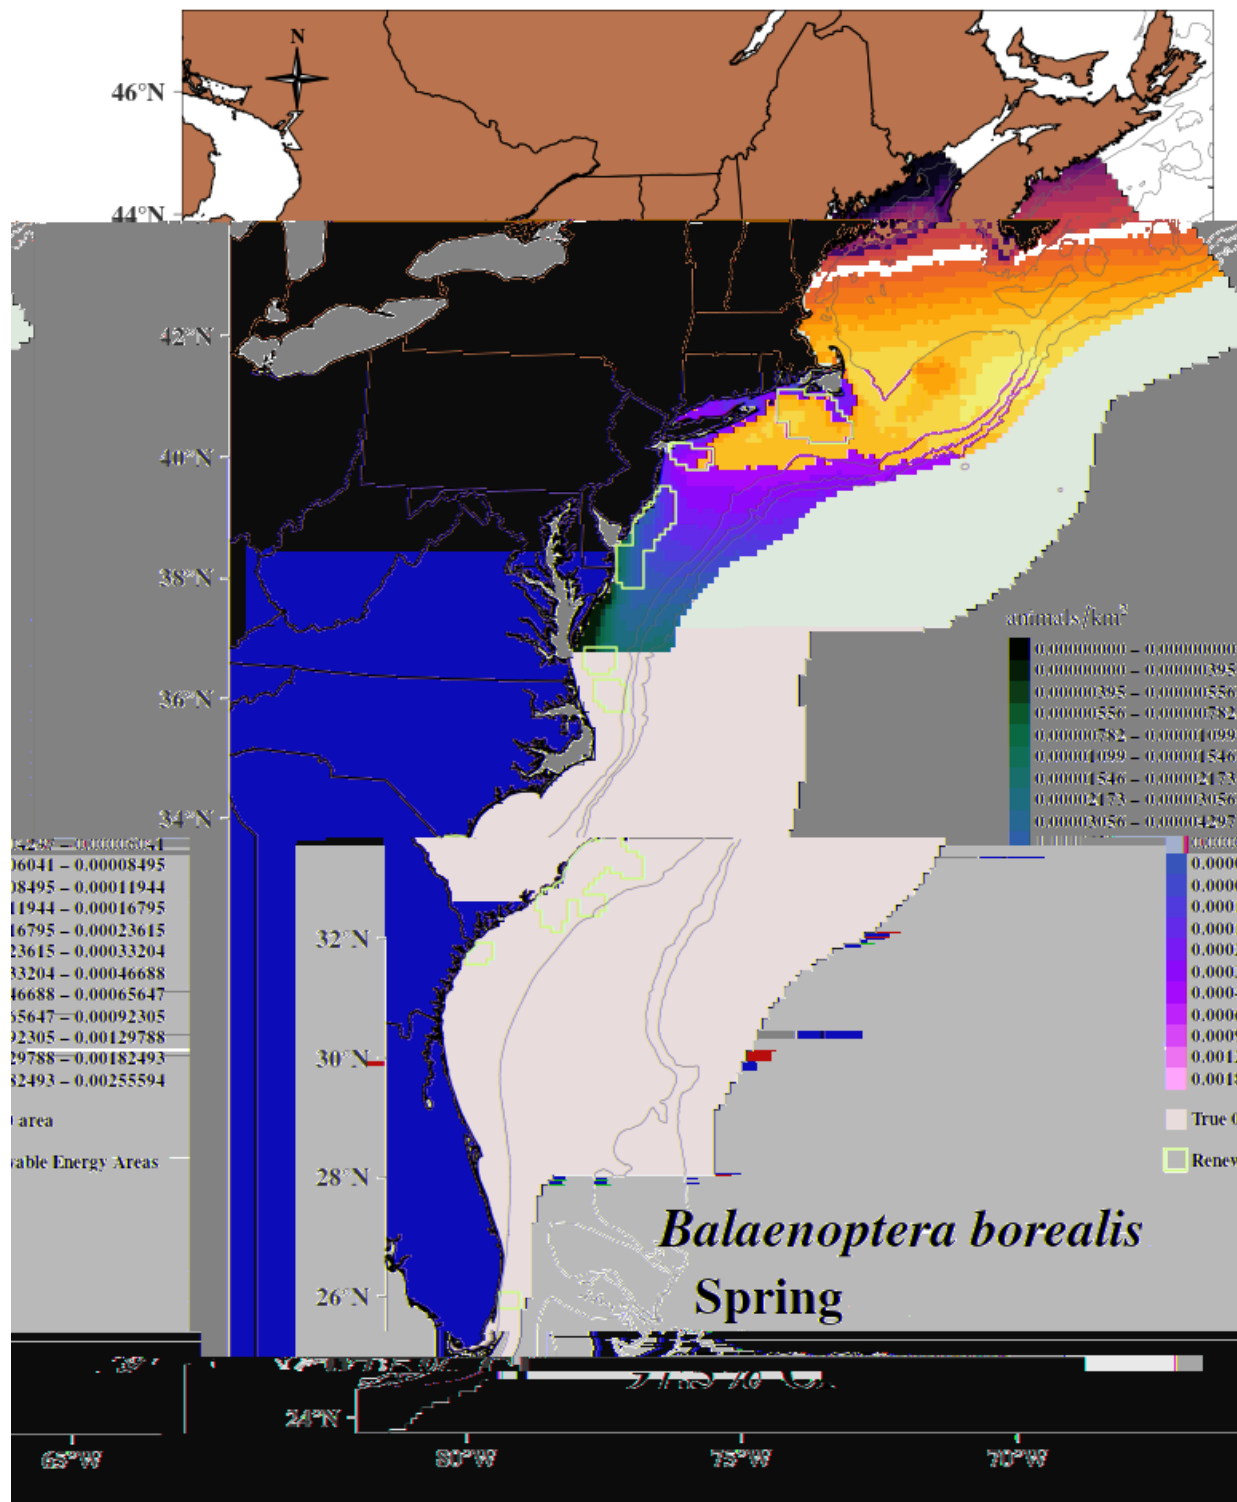 N
46°N
44°N
42°N
40°N
38°N
animals/km²
0.00000000 – 0.00000000
0.00000000 – 0.00000395
0.00000395 – 0.00000556
36°N
0.00000556 – 0.00000782
0.00000782 – 0.00001099
0.00001099 – 0.00001546
0.00001546 – 0.00002173
0.00002173 – 0.00003056
34°N
0.00003056 – 0.00004297
06041 – 0.00008495
08495 – 0.00011944
11944 – 0.00016795
16795 – 0.00023615
23615 – 0.00033204
33204 – 0.00046688
46688 – 0.00065647
65647 – 0.00092305
92305 – 0.00129788
29788 – 0.00182493
82493 – 0.00255594
32°N
30°N
area
True
vable Energy Areas
Renew
28°N
Balaenoptera borealis
Spring
26°N
24°N
65°W
80°W
75°W
70°W